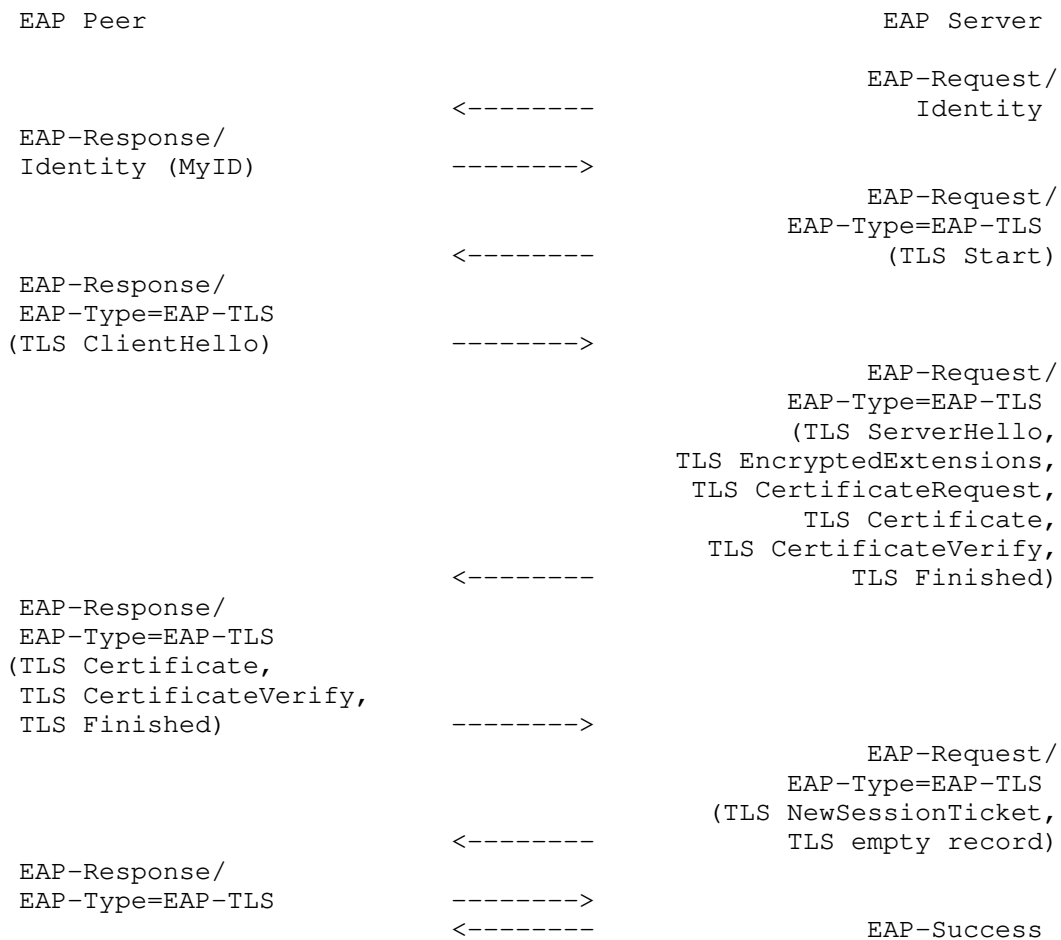 EAP Peer                                              EAP Server

                                                    EAP-Request/
                          <--------                     Identity
EAP-Response/
Identity (MyID)           -------->
                                                    EAP-Request/
                                               EAP-Type=EAP-TLS
                          <--------                  (TLS Start)
EAP-Response/
EAP-Type=EAP-TLS
(TLS ClientHello)         -------->
                                                    EAP-Request/
                                               EAP-Type=EAP-TLS
                                               (TLS ServerHello,
                                        TLS EncryptedExtensions,
                                         TLS CertificateRequest,
                                                TLS Certificate,
                                          TLS CertificateVerify,
                          <--------                TLS Finished)
EAP-Response/
EAP-Type=EAP-TLS
(TLS Certificate,
TLS CertificateVerify,
TLS Finished)             -------->
                                                    EAP-Request/
                                               EAP-Type=EAP-TLS
                                          (TLS NewSessionTicket,
                          <--------            TLS empty record)
EAP-Response/
EAP-Type=EAP-TLS          -------->
                          <--------                 EAP-Success